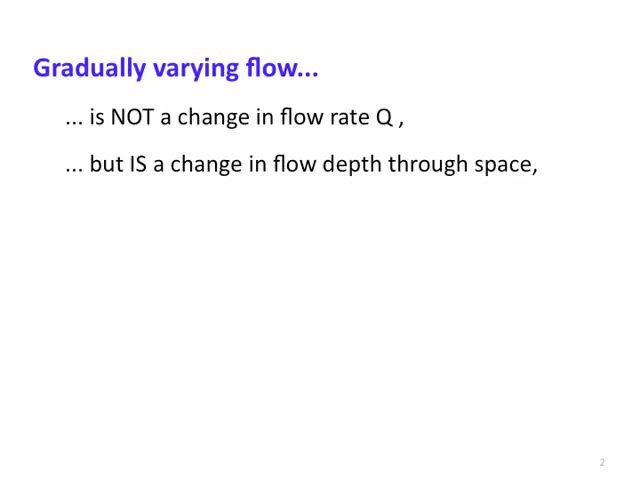 Gradually varying flow...
... is NOT a change in flow rate Q ,
... but IS a change in flow depth through space,
2